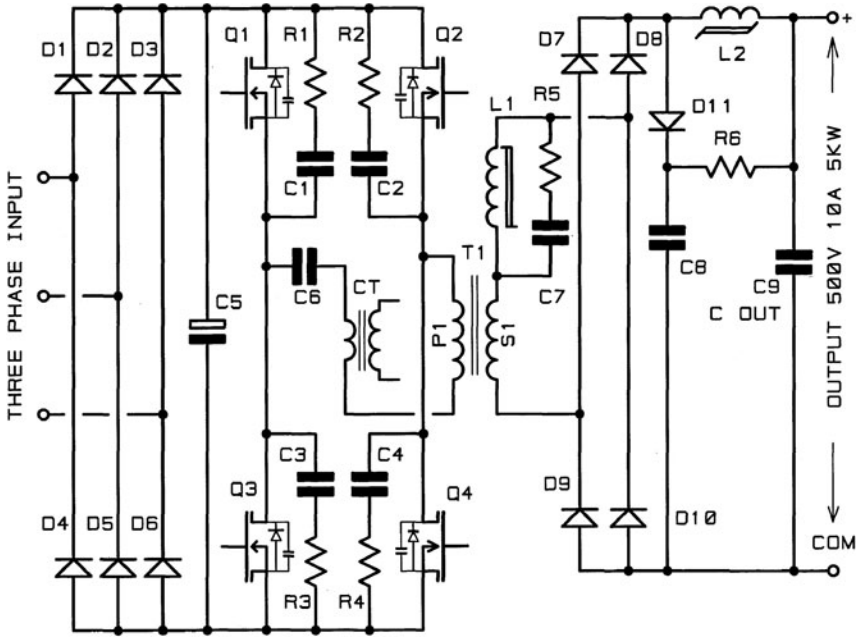 D1
D2
D3
Q1
R1
R2
Q2
D7
D8
L2
+
L1
R5
D11
R6
C1
C2
THREE PHASE INPUT
C5
C6
CT
T1
P1
S1
C7
C8
C9
C OUT
OUTPUT 500V 10A 5KW
C3
C4
Q3
Q4
D9
D10
D4
D5
D6
R3
R4
COM